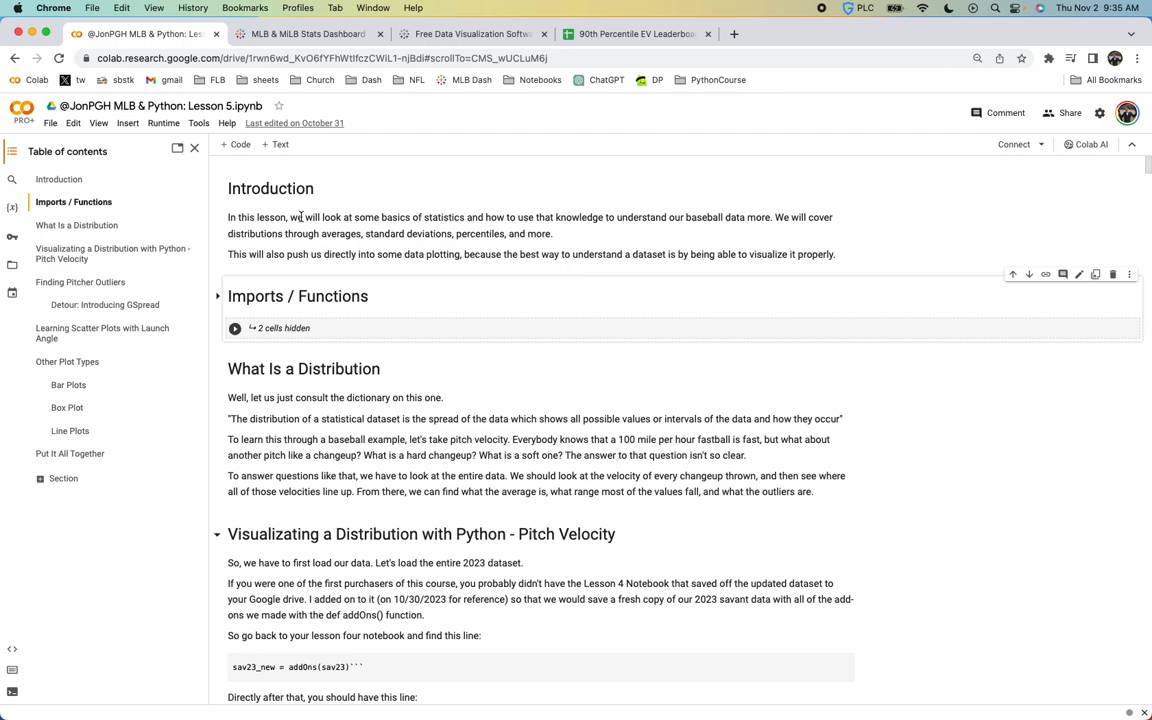 Chrome File Edit View History Bookmarks Profiles Tab Window Help PLC Thu Nov 2 9:35 AM
@JonPGH MLB & Python: Les MLB & MiLB Stats Dashboard Free Data Visualization Softwa 90th Percentile EV Leaderboa
colab.research.google.com/drive/1rwn6wd_KvO6fYFhWtIfczCWiL1-njBdi#scrollTo=CMS_wUCLuM6j
Colab tw sbstk gmail FLB sheets Church Dash NFL MLB Dash Notebooks ChatGPT DP PythonCourse All Bookmarks
@JonPGH MLB & Python: Lesson 5.ipynb
PRO+ File Edit View Insert Runtime Tools Help Last edited on October 31
Comment Share
Table of contents
+ Code + Text Connect Colab AI
Introduction
Imports / Functions
What Is a Distribution
Visualizating a Distribution with Python -
Pitch Velocity
Finding Pitcher Outliers
Detour: Introducing GSpread
Learning Scatter Plots with Launch
Angle
Other Plot Types
Bar Plots
Box Plot
Line Plots
Put It All Together
Section
Introduction
In this lesson, we will look at some basics of statistics and how to use that knowledge to understand our baseball data more. We will cover
distributions through averages, standard deviations, percentiles, and more.
This will also push us directly into some data plotting, because the best way to understand a dataset is by being able to visualize it properly.
Imports / Functions
2 cells hidden
What Is a Distribution
Well, let us just consult the dictionary on this one.
"The distribution of a statistical dataset is the spread of the data which shows all possible values or intervals of the data and how they occur"
To learn this through a baseball example, let's take pitch velocity. Everybody knows that a 100 mile per hour fastball is fast, but what about
another pitch like a changeup? What is a hard changeup? What is a soft one? The answer to that question isn't so clear.
To answer questions like that, we have to look at the entire data. We should look at the velocity of every changeup thrown, and then see where
all of those velocities line up. From there, we can find what the average is, what range most of the values fall, and what the outliers are.
Visualizating a Distribution with Python - Pitch Velocity
So, we have to first load our data. Let's load the entire 2023 dataset.
If you were one of the first purchasers of this course, you probably didn't have the Lesson 4 Notebook that saved off the updated dataset to
your Google drive. I added on to it (on 10/30/2023 for reference) so that we would save a fresh copy of our 2023 savant data with all of the add-
ons we made with the def addOns() function.
So go back to your lesson four notebook and find this line:
sav23_new = addOns(sav23)```
Directly after that, you should have this line: